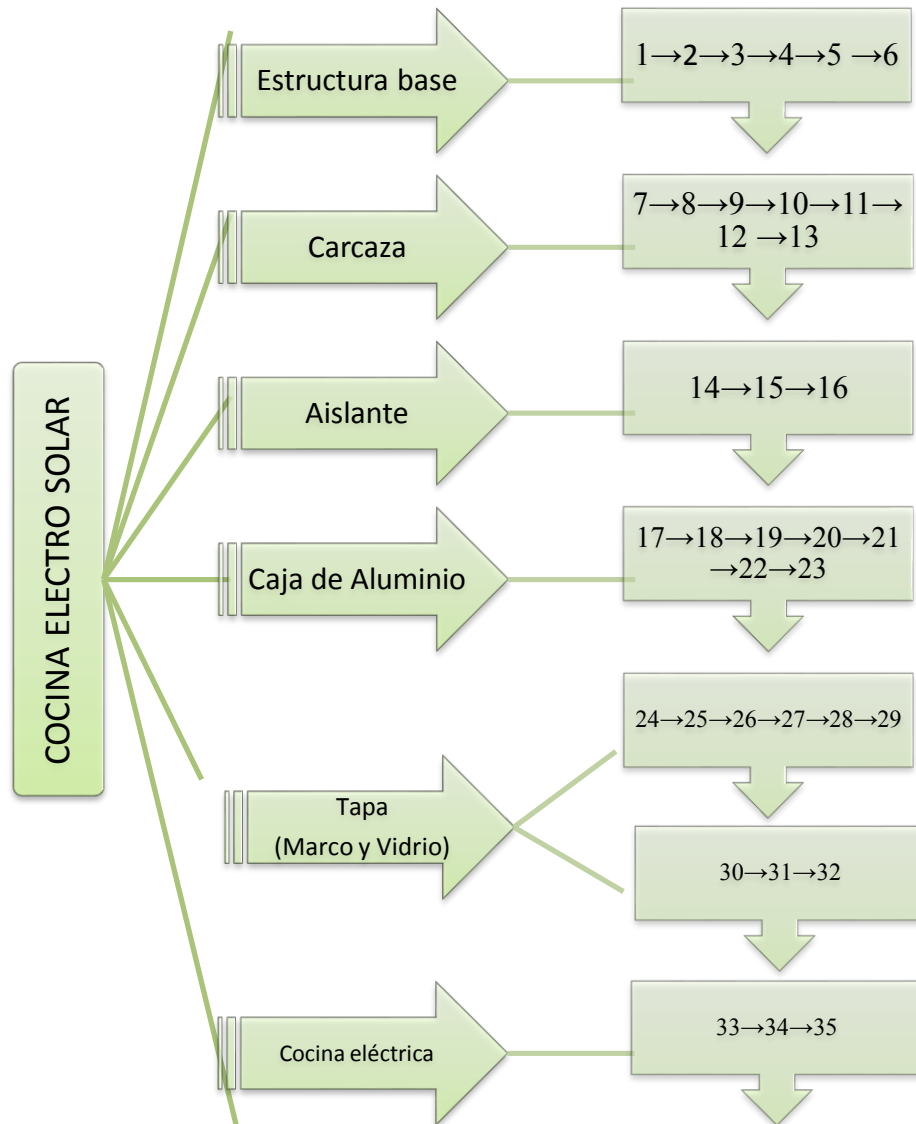 COCINA ELECTRO SOLAR
Estructura base
1→2→3→4→5 →6
Carcaza
7→8→9→10→11→
12 →13
Aislante
14→15→16
Caja de Aluminio
17→18→19→20→21
→22→23
Tapa
(Marco y Vidrio)
24→25→26→27→28→29
30→31→32
Cocina eléctrica
33→34→35